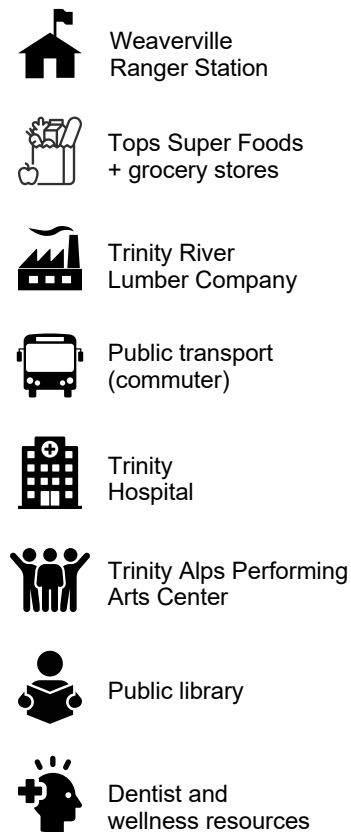 Weaverville
Ranger Station
Tops Super Foods
+ grocery stores
Trinity River
Lumber Company
Public transport
(commuter)
Trinity
Hospital
Trinity Alps Performing
Arts Center
Public library
Dentist and
wellness resources